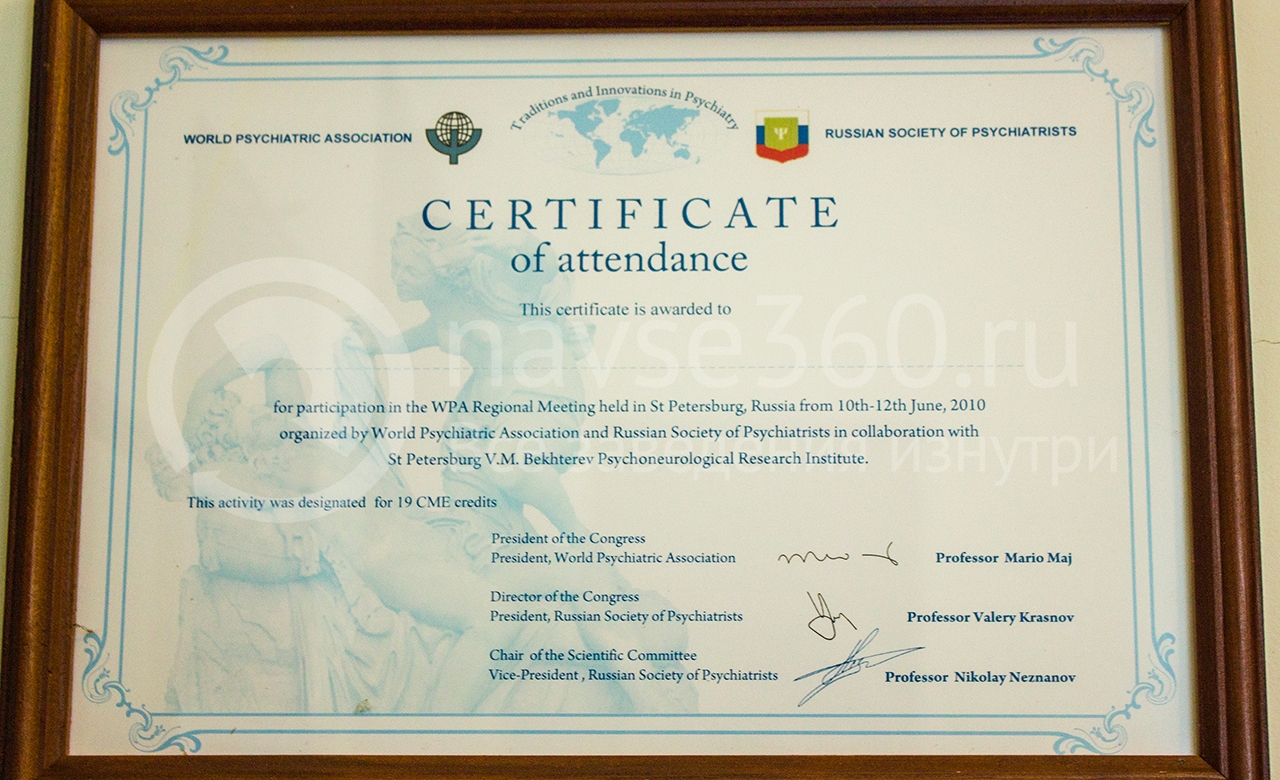 Traditions and Innovations in Psychiatry
WORLD PSYCHIATRIC ASSOCIATION
RUSSIAN SOCIETY OF PSYCHIATRISTS
CERTIFICATE
of attendance
This certificate is awarded to
navse360.ru
for participation in the WPA Regional Meeting held in St Petersburg, Russia from 10th-12th June, 2010
organized by World Psychiatric Association and Russian Society of Psychiatrists in collaboration with
изнутри
St Petersburg V.M. Bekhterev Psychoneurological Research Institute.
This activity was designated for 19 CME credits
President of the Congress
President, World Psychiatric Association Professor Mario Maj
Director of the Congress
President, Russian Society of Psychiatrists Professor Valery Krasnov
Chair of the Scientific Committee
Vice-President , Russian Society of Psychiatrists Professor Nikolay Neznanov